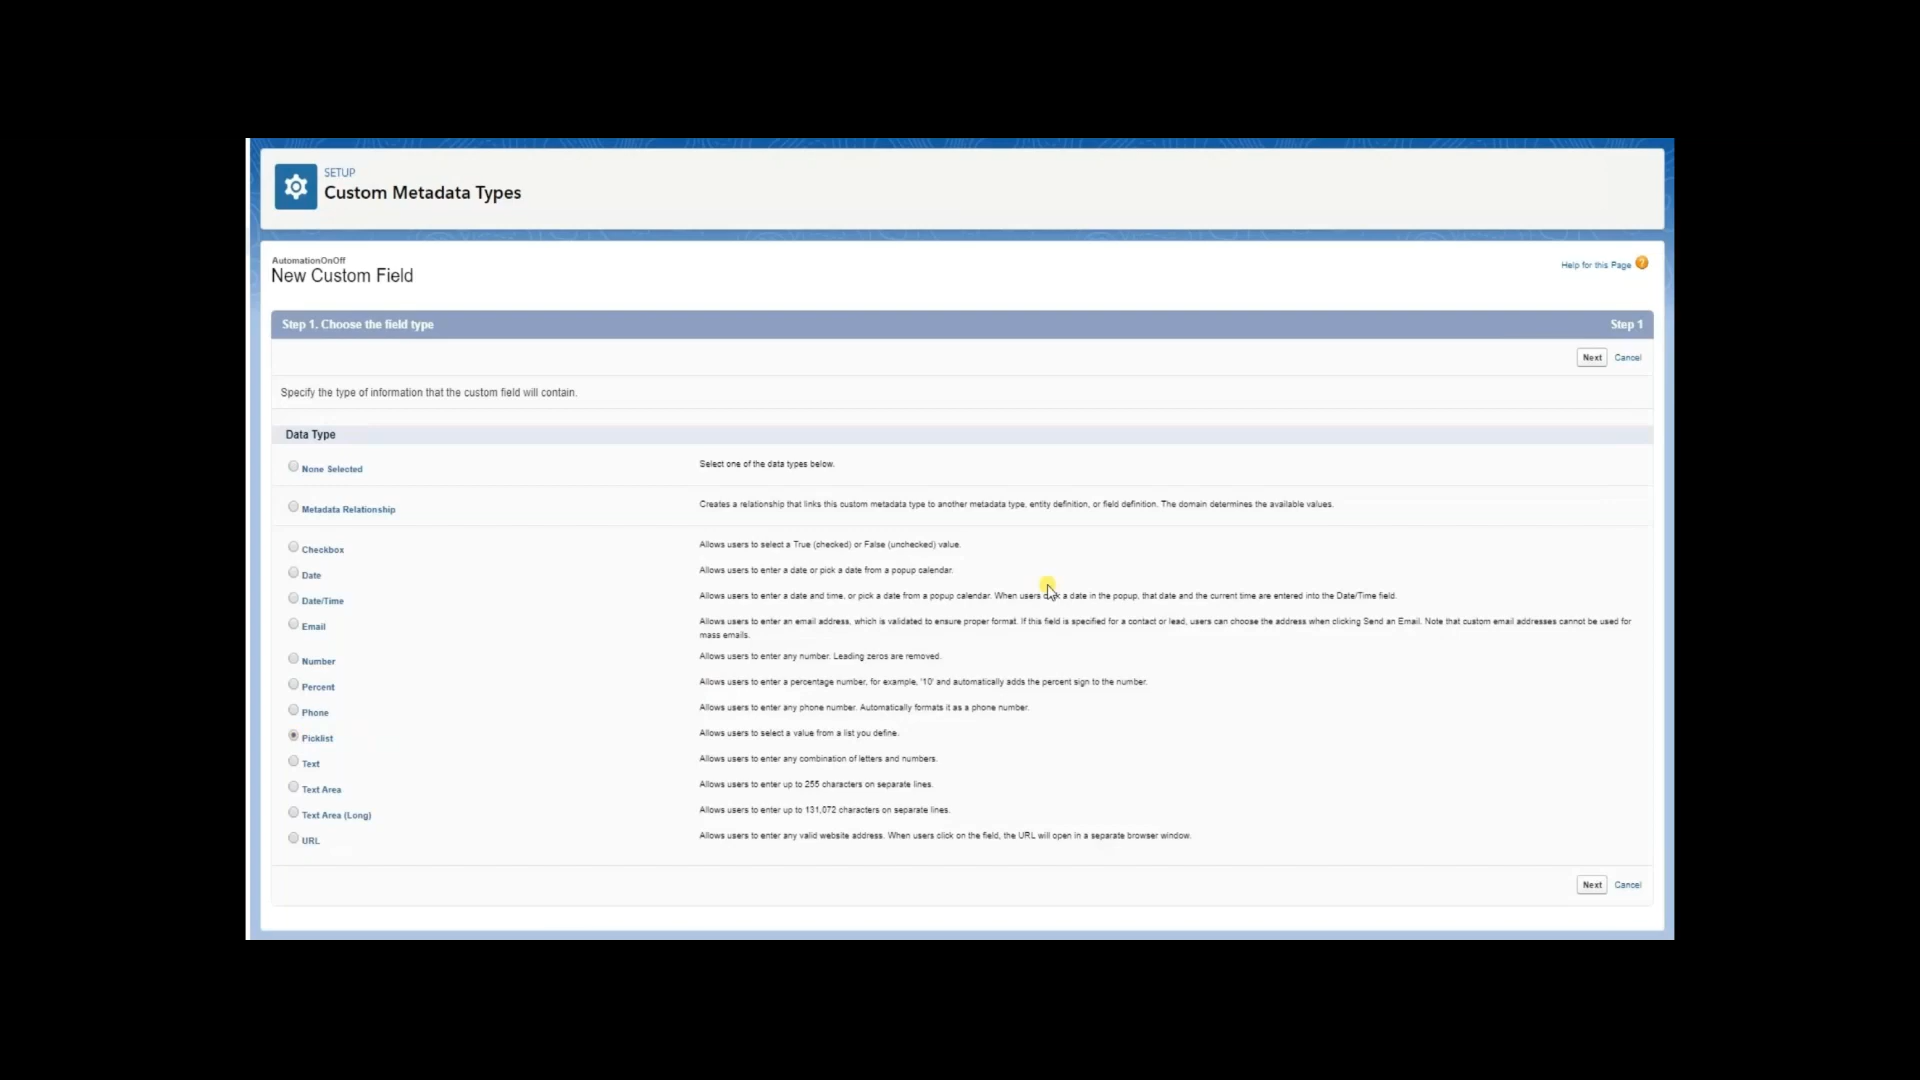 SETUP
Custom Metadata Types
AutomationOnOff
New Custom Field
Help for this Page
Step 1. Choose the field type
Step 1
Next Cancel
Specify the type of information that the custom field will contain.
Data Type
None Selected
Select one of the data types below.
Metadata Relationship
Creates a relationship that links this custom metadata type to another metadata type, entity definition, or field definition. The domain determines the available values.
Checkbox
Allows users to select a True (checked) or False (unchecked) value.
Date
Allows users to enter a date or pick a date from a popup calendar.
Date/Time
Allows users to enter a date and time, or pick a date from a popup calendar. When users click a date in the popup, that date and the current time are entered into the Date/Time field.
Email
Allows users to enter an email address, which is validated to ensure proper format. If this field is specified for a contact or lead, users can choose the address when clicking Send an Email. Note that custom email addresses cannot be used for
mass emails.
Number
Allows users to enter any number. Leading zeros are removed.
Percent
Allows users to enter a percentage number, for example, '10' and automatically adds the percent sign to the number.
Phone
Allows users to enter any phone number. Automatically formats it as a phone number.
Picklist
Allows users to select a value from a list you define.
Text
Allows users to enter any combination of letters and numbers.
Text Area
Allows users to enter up to 255 characters on separate lines.
Text Area (Long)
Allows users to enter up to 131,072 characters on separate lines.
URL
Allows users to enter any valid website address. When users click on the field, the URL will open in a separate browser window.
Next Cancel